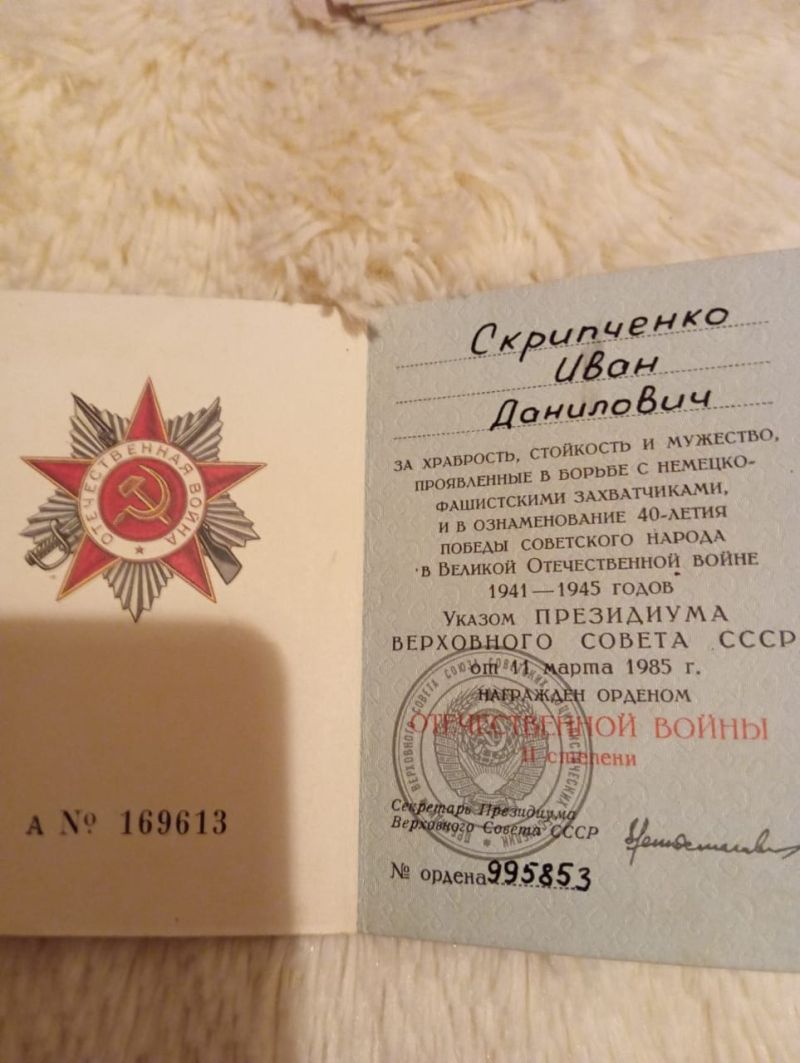 ОТЕЧЕСТВЕННАЯ ВОЙНА
А № 169613
Скрипченко
Иван
Данилович
ЗА ХРАБРОСТЬ, СТОЙКОСТЬ И МУЖЕСТВО,
ПРОЯВЛЕННЫЕ В БОРЬБЕ С НЕМЕЦКО-
ФАШИСТСКИМИ ЗАХВАТЧИКАМИ,
И В ОЗНАМЕНОВАНИЕ 40-ЛЕТИЯ
ПОБЕДЫ СОВЕТСКОГО НАРОДА
В ВЕЛИКОЙ ОТЕЧЕСТВЕННОЙ ВОЙНЕ
1941—1945 ГОДОВ
УКАЗОМ ПРЕЗИДИУМА
ВЕРХОВНОГО СОВЕТА СССР
от 11 марта 1985 г.
НАГРАЖДЕН ОРДЕНОМ
ОТЕЧЕСТВЕННОЙ ВОЙНЫ
II степени
Секретарь Президиума
Верховного Совета СССР
№ ордена 995853